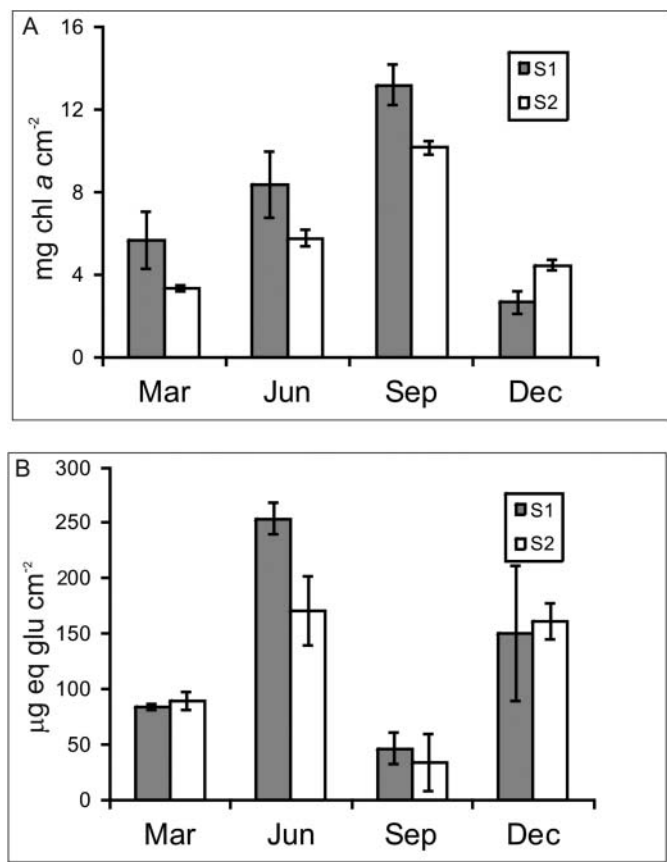 A
16
12
8
4
0
mg chl a cm⁻²
S1
S2
Mar Jun Sep Dec
B
300
250
200
150
100
50
0
µg eq glu cm⁻²
S1
S2
Mar Jun Sep Dec